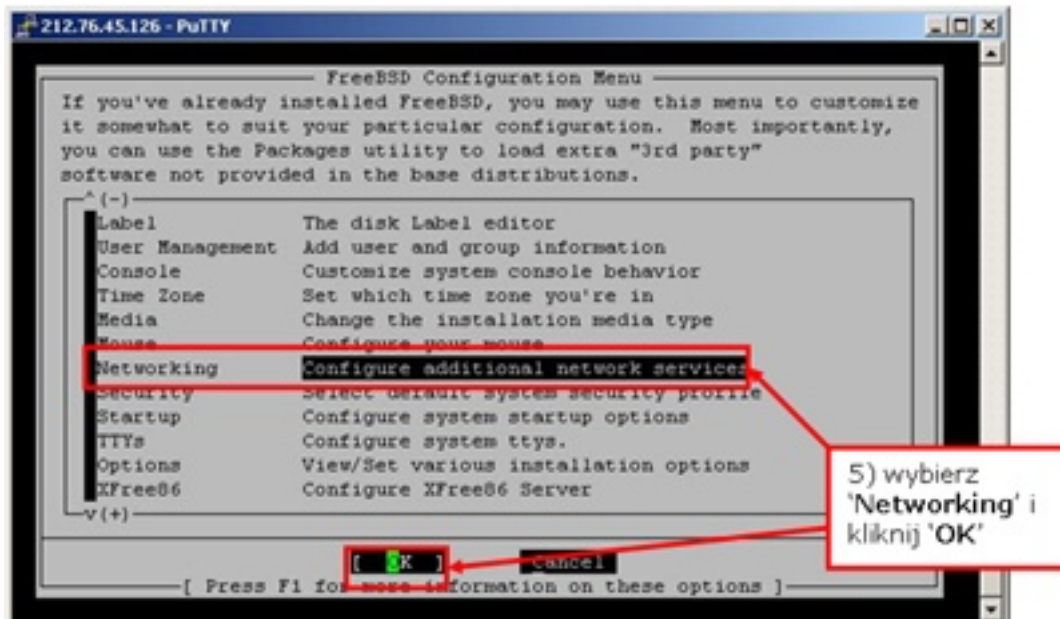 212.76.45.126 - PuTTY
FreeBSD Configuration Menu
If you've already installed FreeBSD, you may use this menu to customize
it somewhat to suit your particular configuration.  Most importantly,
you can use the Packages utility to load extra "3rd party"
software not provided in the base distributions.
^(-)
Label The disk Label editor
User Management Add user and group information
Console Customize system console behavior
Time Zone Set which time zone you're in
Media Change the installation media type
Mouse Configure your mouse
Networking Configure additional network services
Security Select default system security profile
Startup Configure system startup options
TTYs Configure system ttys.
Options View/Set various installation options
XFree86 Configure XFree86 Server
v(+)
5) wybierz
'Networking' i
kliknij 'OK'
[ OK ] Cancel
[ Press F1 for more information on these options ]